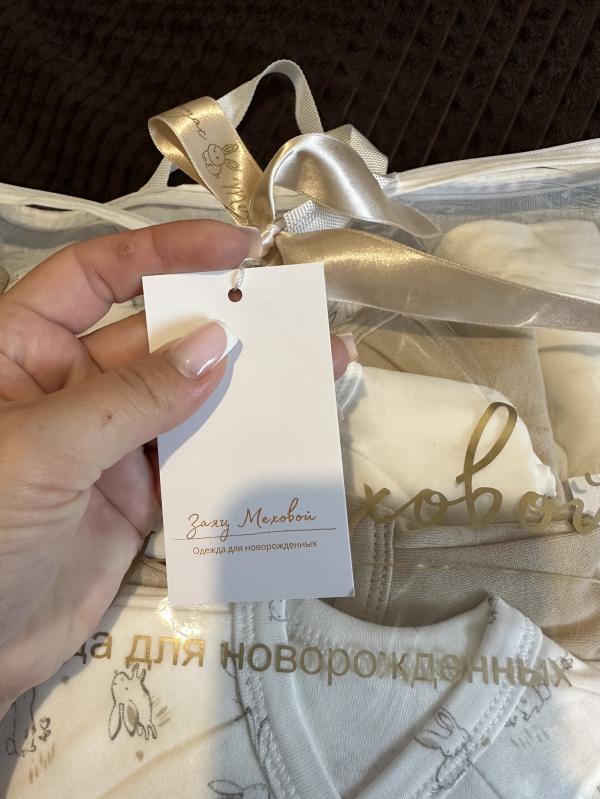 Заяц Меховой
Одежда для новорожденных
ховой
да для новорожденных